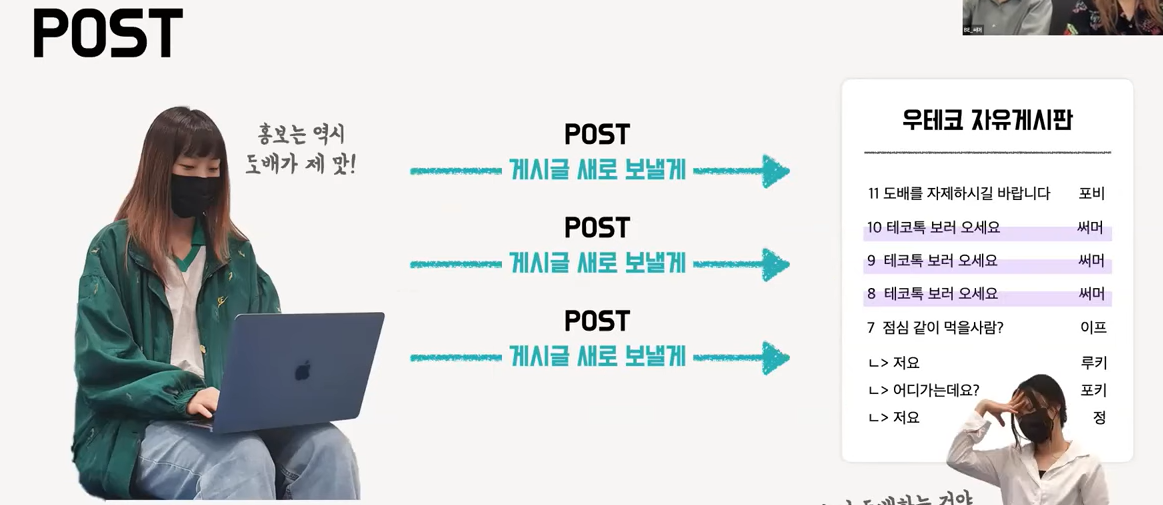 POST
홍보는 역시
도배가 제 맛!
POST
게시글 새로 보낼게
POST
게시글 새로 보낼게
POST
게시글 새로 보낼게
우테코 자유게시판
11 도배를 자제하시길 바랍니다 포비
10 테코톡 보러 오세요 써머
9 테코톡 보러 오세요 써머
8 테코톡 보러 오세요 써머
7 점심 같이 먹을사람? 이프
ㄴ> 저요 루키
ㄴ> 어디가는데요? 포키
ㄴ> 저요 정
도배하는 거야